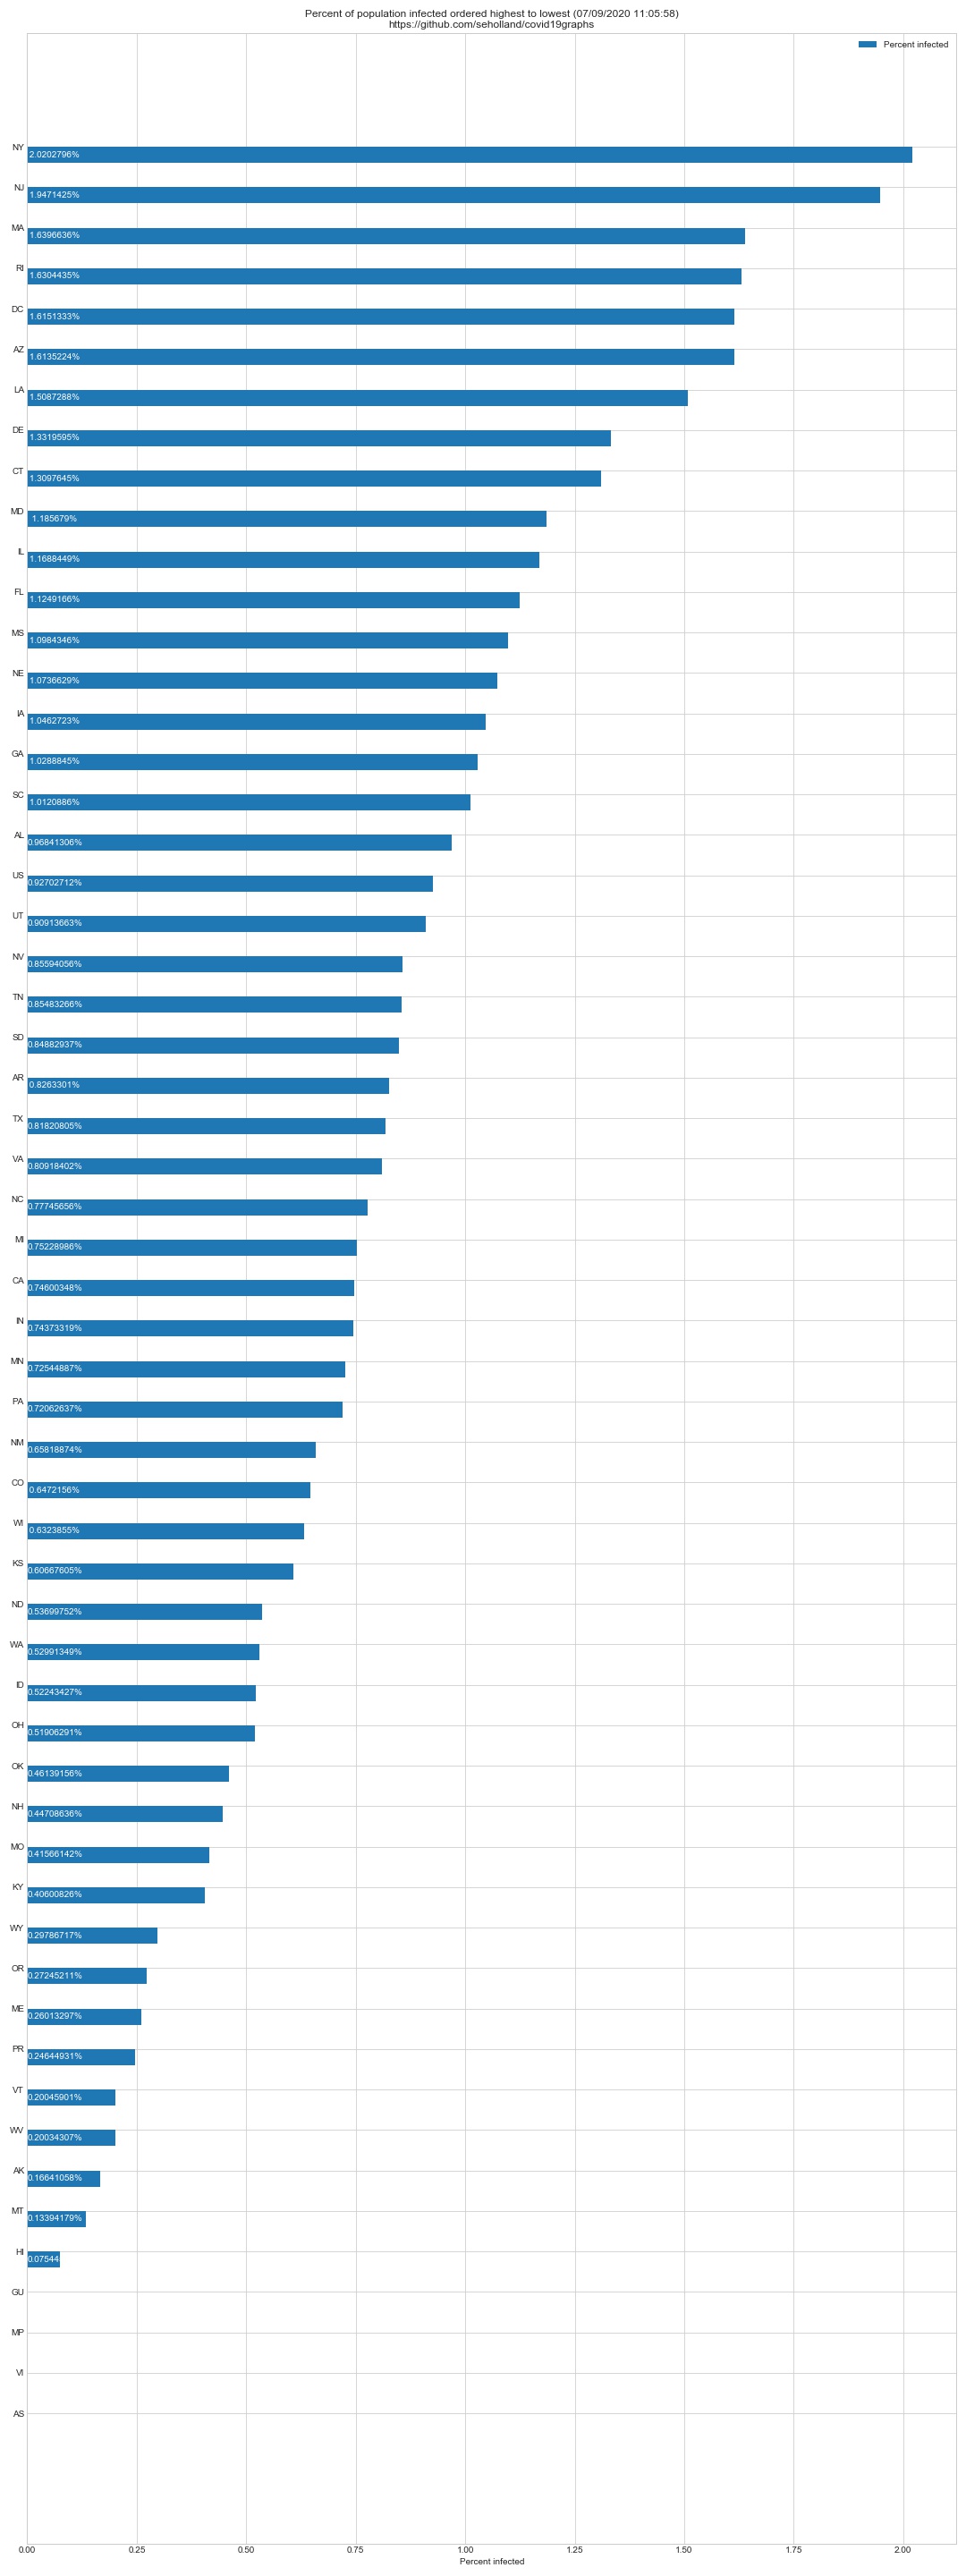 Percent of population infected ordered highest to lowest (07/09/2020 11:05:58)
https://github.com/seholland/covid19graphs
Percent infected
NY 2.0202796%
NJ 1.9471425%
MA 1.6396636%
RI 1.6304435%
DC 1.6151333%
AZ 1.6135224%
LA 1.5087288%
DE 1.3319595%
CT 1.3097645%
MD 1.185679%
IL 1.1688449%
FL 1.1249166%
MS 1.0984346%
NE 1.0736629%
IA 1.0462723%
GA 1.0288845%
SC 1.0120886%
AL 0.96841306%
US 0.92702712%
UT 0.90913663%
NV 0.85594056%
TN 0.85483266%
SD 0.84882937%
AR 0.8263301%
TX 0.81820805%
VA 0.80918402%
NC 0.77745656%
MI 0.75228986%
CA 0.74600348%
IN 0.74373319%
MN 0.72544887%
PA 0.72062637%
NM 0.65818874%
CO 0.6472156%
WI 0.6323855%
KS 0.60667605%
ND 0.53699752%
WA 0.52991349%
ID 0.52243427%
OH 0.51906291%
OK 0.46139156%
NH 0.44708636%
MO 0.41566142%
KY 0.40600826%
WY 0.29786717%
OR 0.27245211%
ME 0.26013297%
PR 0.24644931%
VT 0.20045901%
WV 0.20034307%
AK 0.16641058%
MT 0.13394179%
HI 0.07544
GU
MP
VI
AS
0.00 0.25 0.50 0.75 1.00 1.25 1.50 1.75 2.00
Percent infected